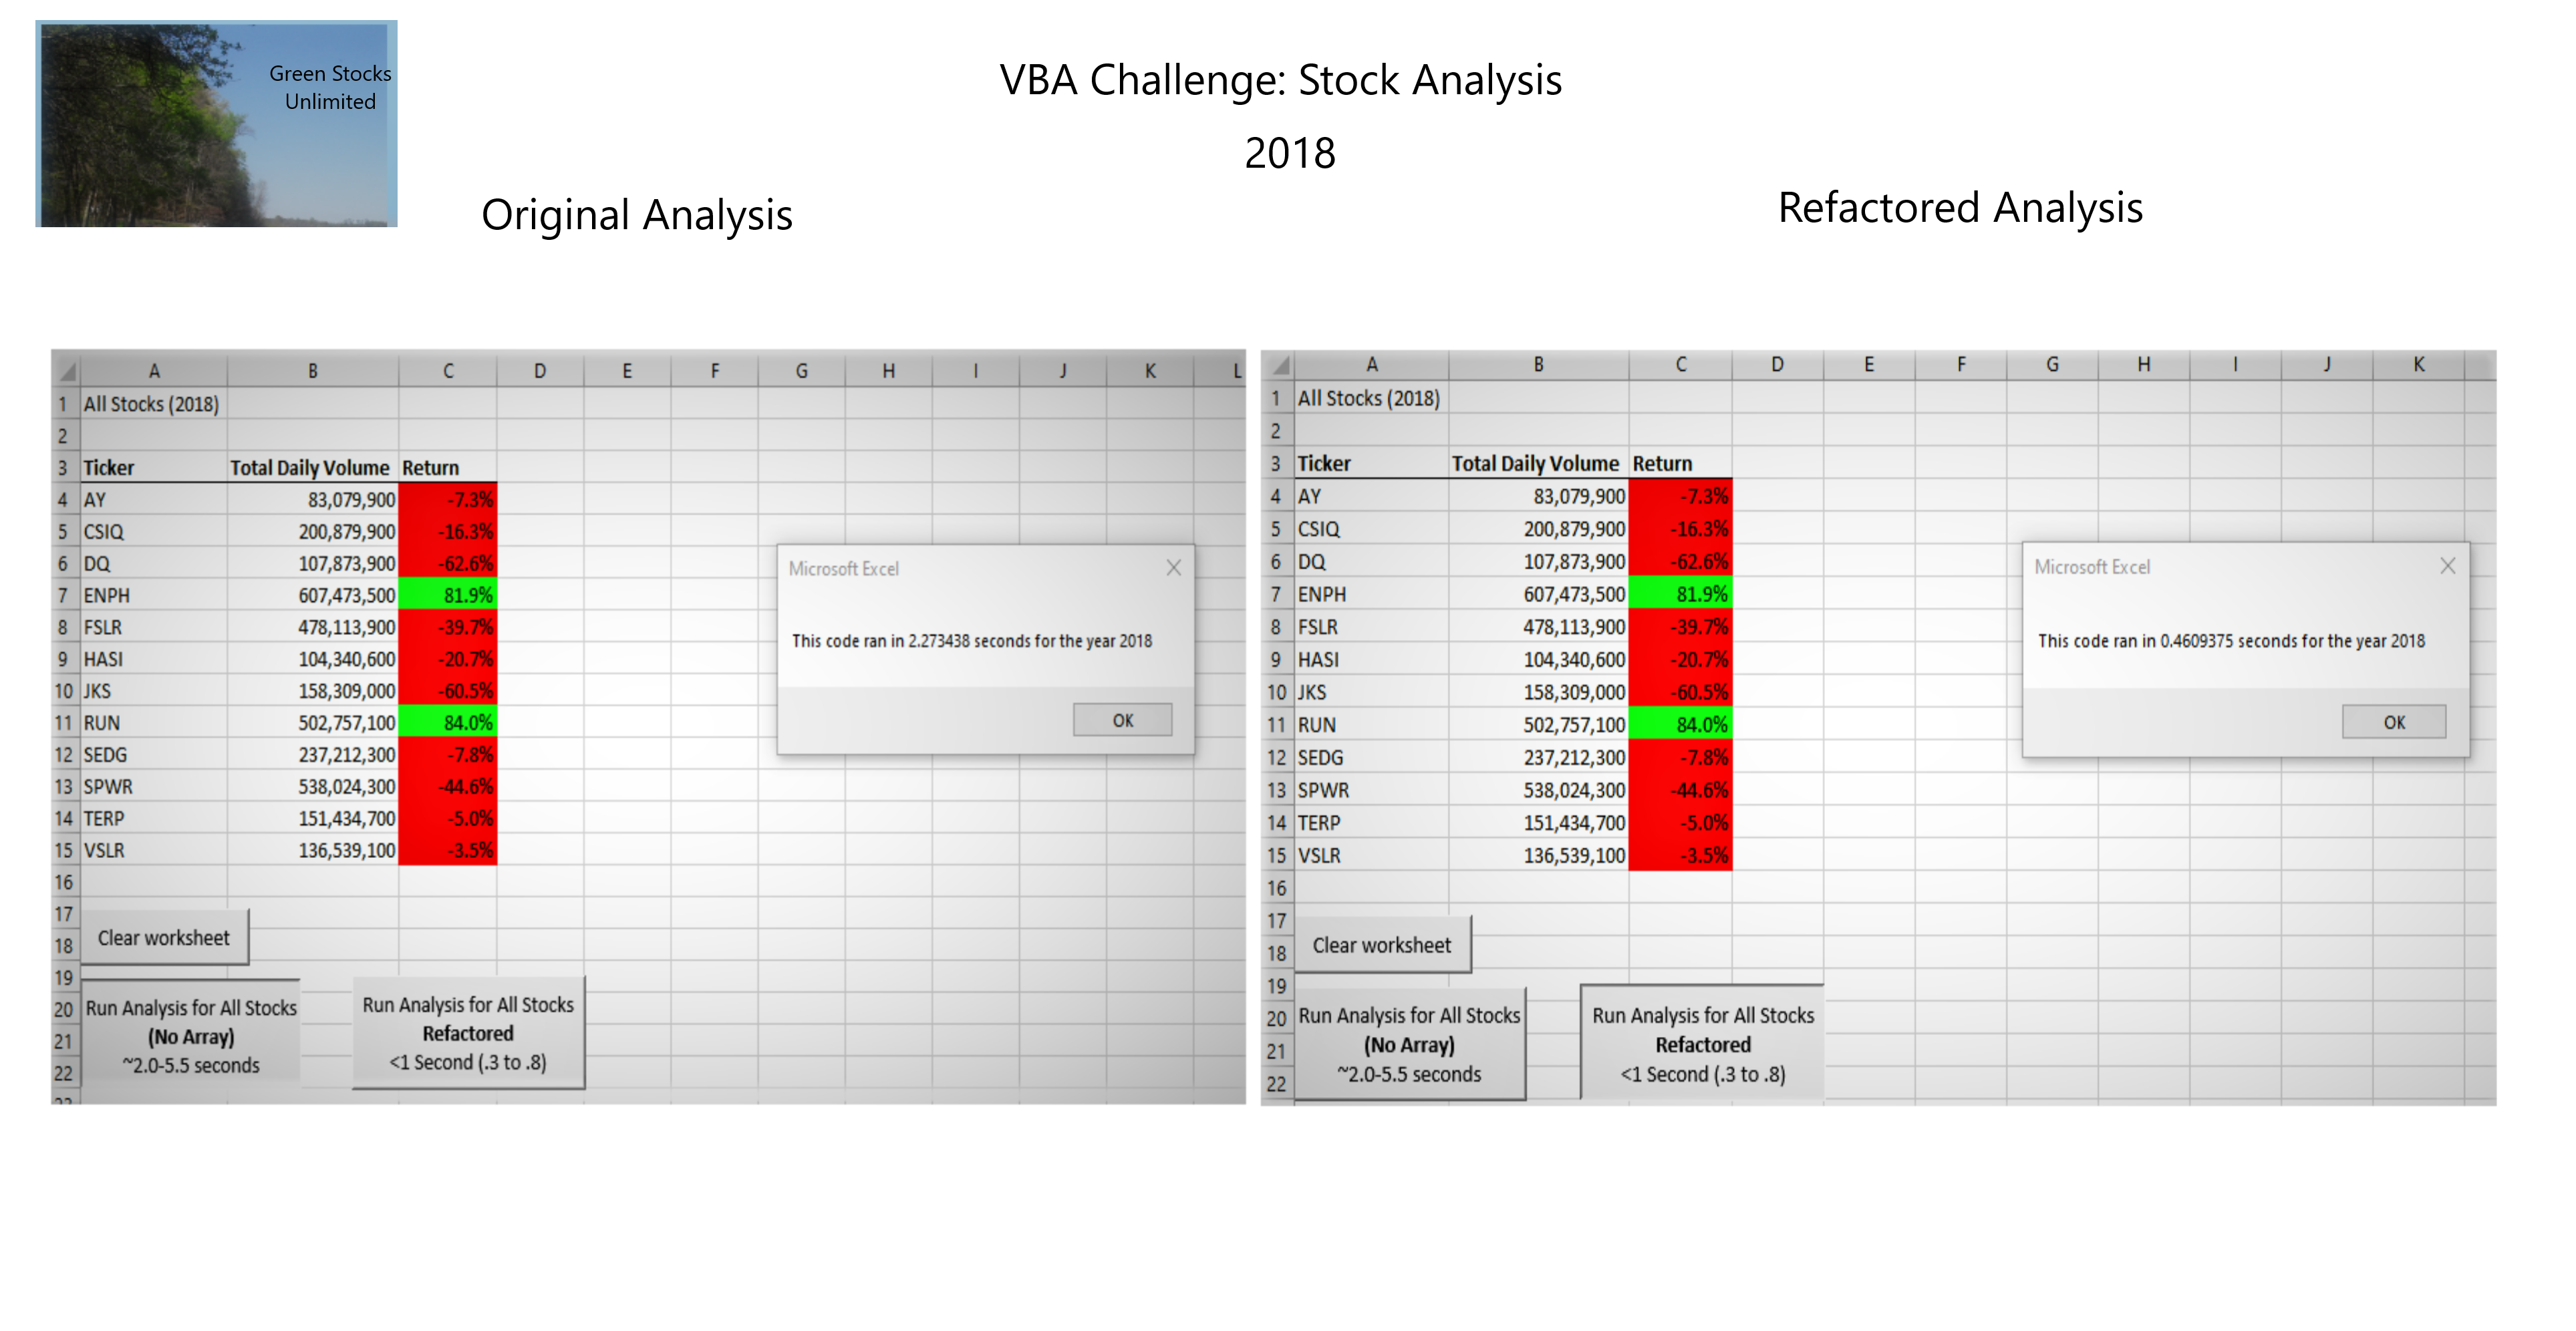 Green Stocks
Unlimited
VBA Challenge: Stock Analysis
2018
Original Analysis
Refactored Analysis
A B C D E F G H I J K L
1 All Stocks (2018)
2
3 Ticker Total Daily Volume Return
4 AY 83,079,900 -7.3%
5 CSIQ 200,879,900 -16.3%
6 DQ 107,873,900 -62.6%
7 ENPH 607,473,500 81.9%
8 FSLR 478,113,900 -39.7%
9 HASI 104,340,600 -20.7%
10 JKS 158,309,000 -60.5%
11 RUN 502,757,100 84.0%
12 SEDG 237,212,300 -7.8%
13 SPWR 538,024,300 -44.6%
14 TERP 151,434,700 -5.0%
15 VSLR 136,539,100 -3.5%
16
17
18
19
20
21
22
Clear worksheet
Run Analysis for All Stocks
(No Array)
~2.0-5.5 seconds
Run Analysis for All Stocks
Refactored
<1 Second (.3 to .8)
Microsoft Excel
This code ran in 2.273438 seconds for the year 2018
OK
A B C D E F G H I J K
1 All Stocks (2018)
2
3 Ticker Total Daily Volume Return
4 AY 83,079,900 -7.3%
5 CSIQ 200,879,900 -16.3%
6 DQ 107,873,900 -62.6%
7 ENPH 607,473,500 81.9%
8 FSLR 478,113,900 -39.7%
9 HASI 104,340,600 -20.7%
10 JKS 158,309,000 -60.5%
11 RUN 502,757,100 84.0%
12 SEDG 237,212,300 -7.8%
13 SPWR 538,024,300 -44.6%
14 TERP 151,434,700 -5.0%
15 VSLR 136,539,100 -3.5%
16
17
18
19
20
21
22
Clear worksheet
Run Analysis for All Stocks
(No Array)
~2.0-5.5 seconds
Run Analysis for All Stocks
Refactored
<1 Second (.3 to .8)
Microsoft Excel
This code ran in 0.4609375 seconds for the year 2018
OK